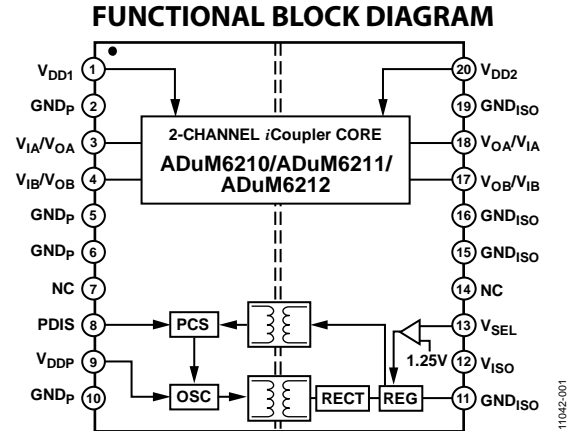 FUNCTIONAL BLOCK DIAGRAM
VDD1 1
GNDP 2
VIA/VOA 3
VIB/VOB 4
GNDP 5
GNDP 6
NC 7
PDIS 8
VDDP 9
GNDP 10
2-CHANNEL iCoupler CORE
ADuM6210/ADuM6211/
ADuM6212
PCS
OSC
RECT
REG
1.25V
20 VDD2
19 GNDISO
18 VOA/VIA
17 VOB/VIB
16 GNDISO
15 GNDISO
14 NC
13 VSEL
12 VISO
11 GNDISO
11042-001